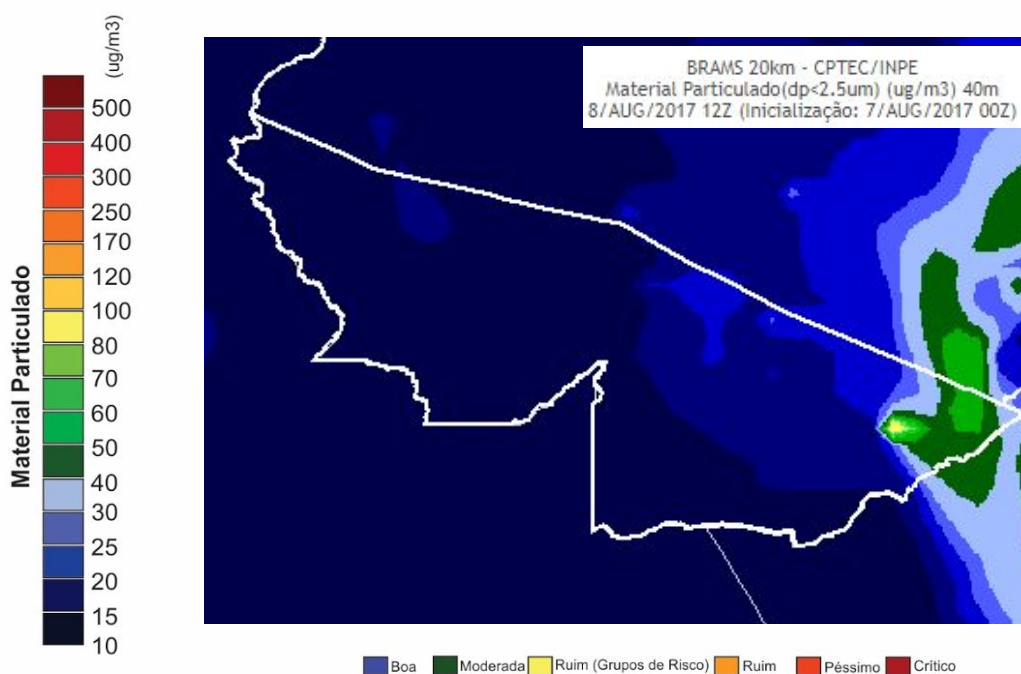 (ug/m3)
BRAMS 20km - CPTEC/INPE
Material Particulado(dp<2.5um) (ug/m3) 40m
8/AUG/2017 12Z (Inicialização: 7/AUG/2017 00Z)
Material Particulado
500
400
300
250
170
120
100
80
70
60
50
40
30
25
20
15
10
Boa
Moderada
Ruim (Grupos de Risco)
Ruim
Péssimo
Crítico